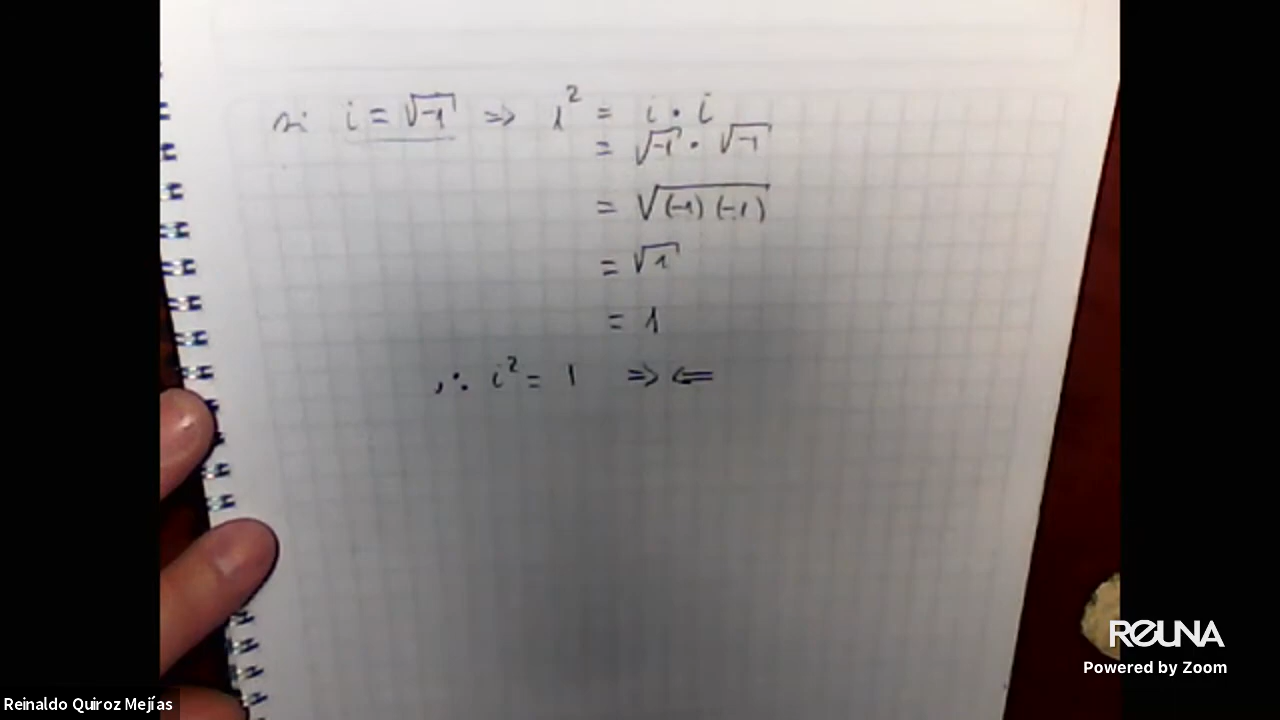 si i = √-1 ⇒ i² = i · i
= √-1 · √-1
= √(-1)(-1)
= √1
= 1
∴ i² = 1 ⇒⇐
REUNA
Powered by Zoom
Reinaldo Quiroz Mejías